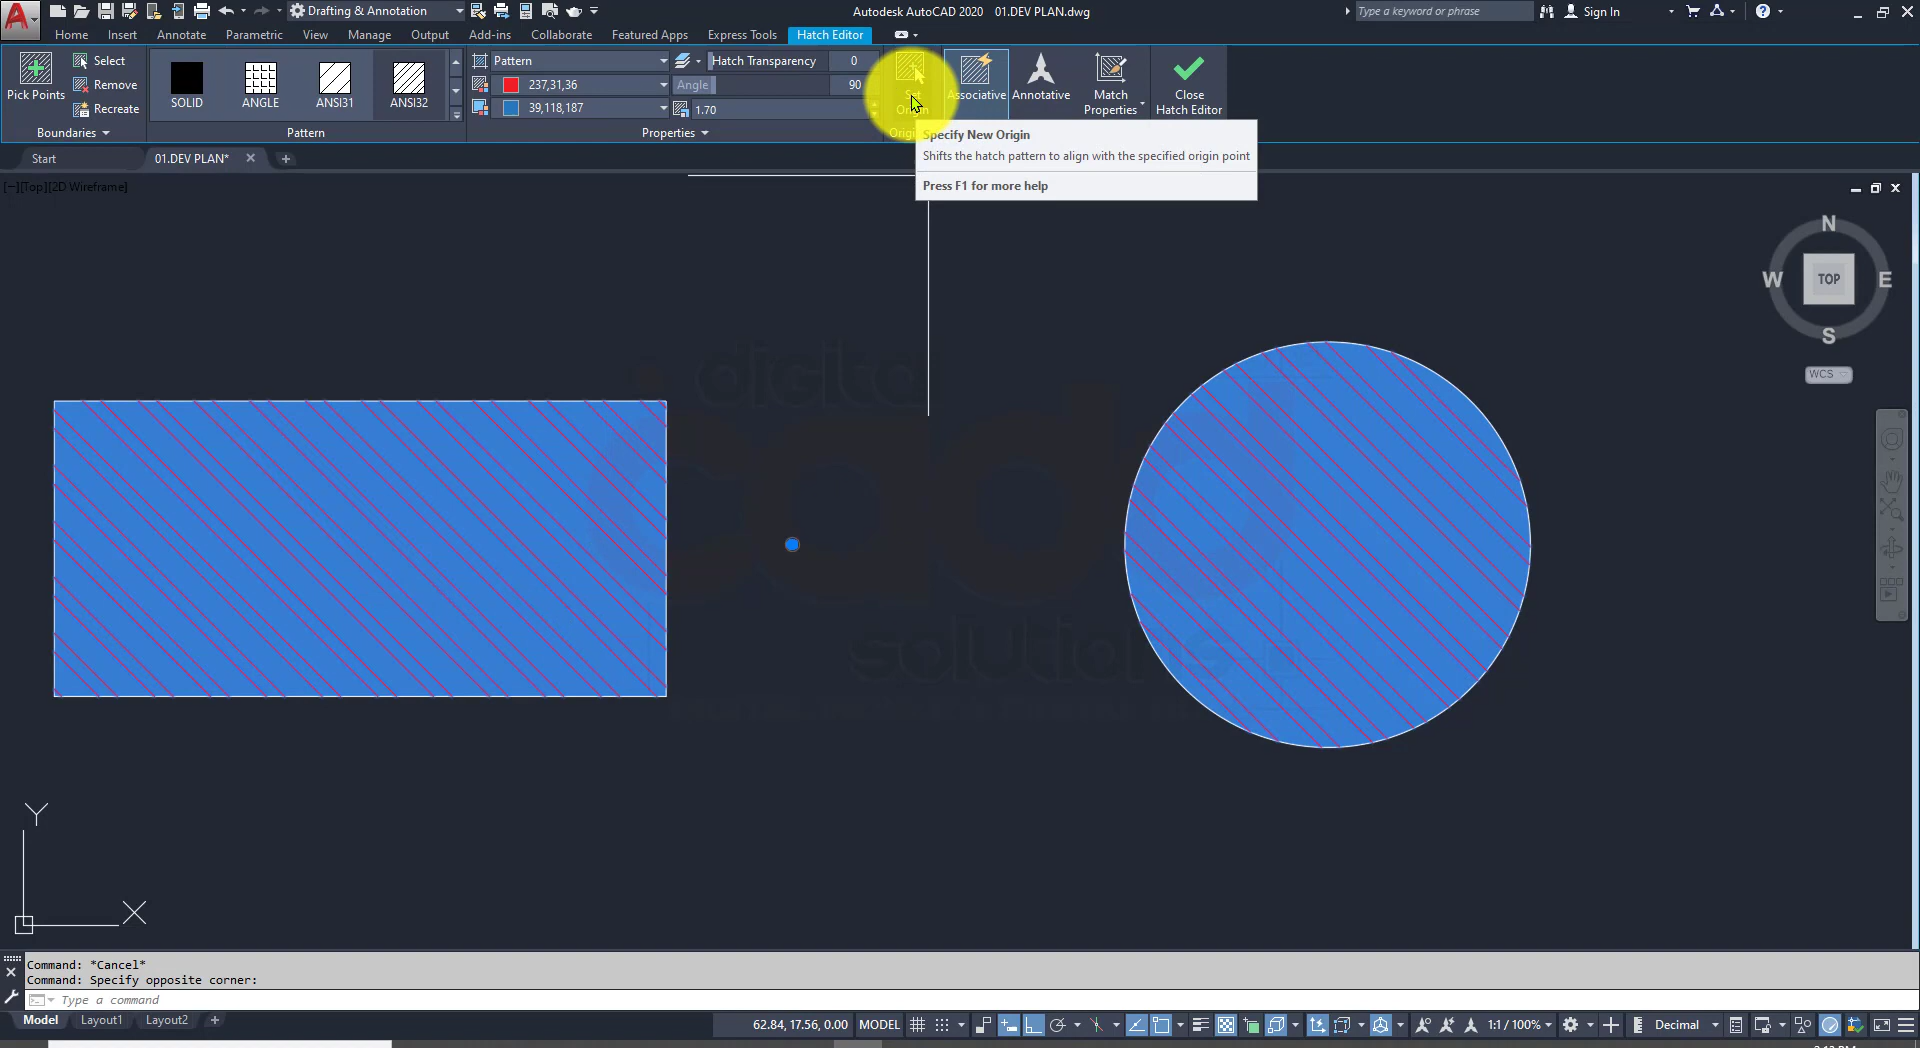 Drafting & Annotation
Autodesk AutoCAD 2020 01.DEV PLAN.dwg
Type a keyword or phrase
Sign In
Home Insert Annotate Parametric View Manage Output Add-ins Collaborate Featured Apps Express Tools Hatch Editor
Pick Points
Select
Remove
Recreate
Boundaries
SOLID ANGLE ANSI31 ANSI32
Pattern
Pattern
237,31,36
39,118,187
Hatch Transparency 0
Angle 90
1.70
Properties
Set
Origin
Associative
Annotative
Match
Properties
Close
Hatch Editor
Specify New Origin
Shifts the hatch pattern to align with the specified origin point
Press F1 for more help
Start 01.DEV PLAN*
[−][Top][2D Wireframe]
N
W TOP E
S
WCS
digital
solutions
Y
X
Command: *Cancel*
Command: Specify opposite corner:
Type a command
Model Layout1 Layout2
62.84, 17.56, 0.00 MODEL 1:1 / 100% Decimal